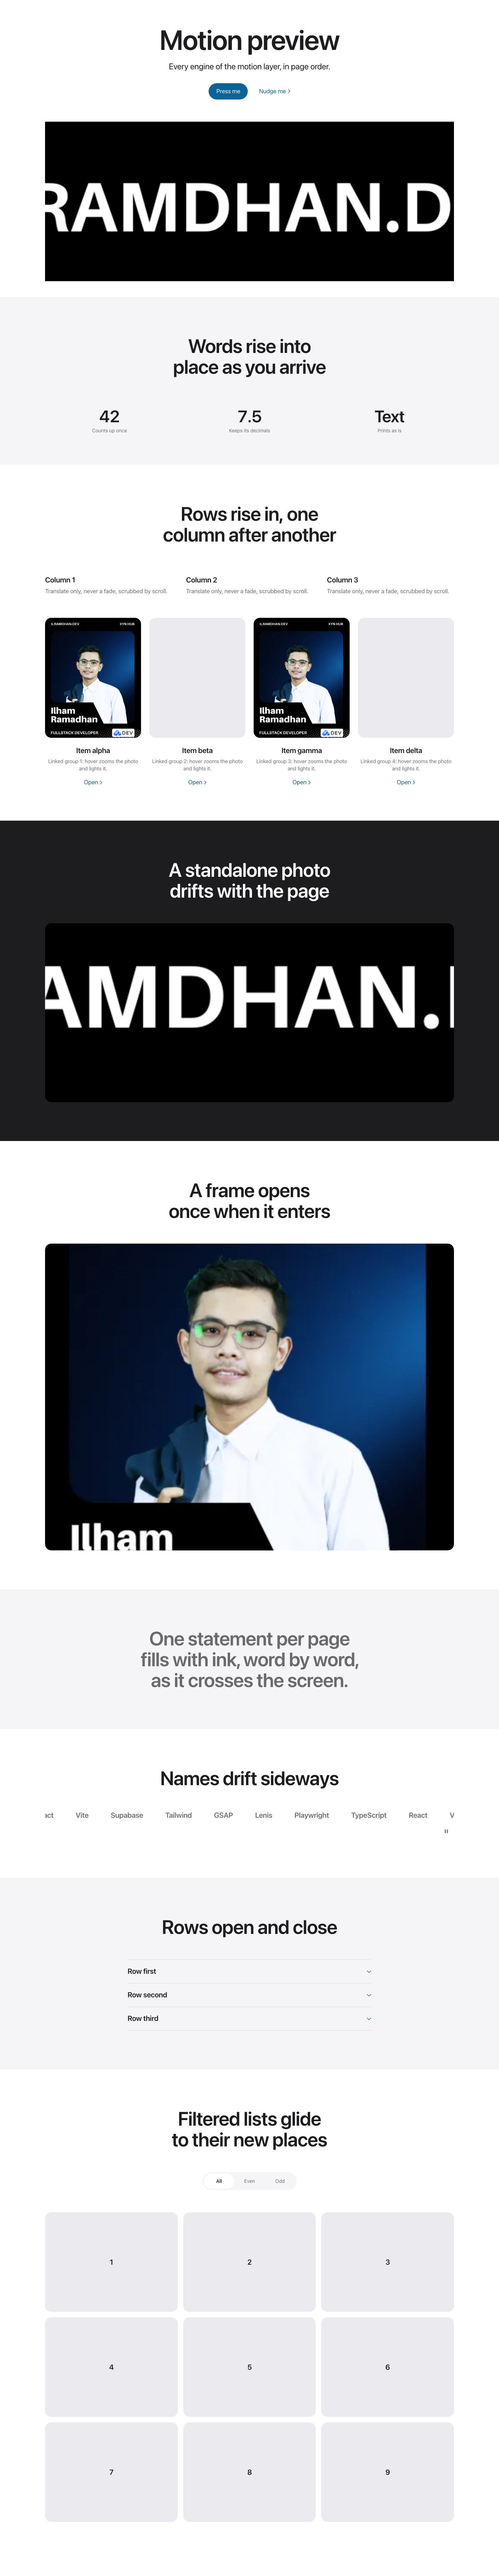 Motion preview
Every engine of the motion layer, in page order.
Press me
Nudge me
RAMDHAN.D
Words rise into
place as you arrive
42
7.5
Text
Counts up once
Keeps its decimals
Prints as is
Rows rise in, one
column after another
Column 1
Column 2
Column 3
Translate only, never a fade, scrubbed by scroll.
Translate only, never a fade, scrubbed by scroll.
Translate only, never a fade, scrubbed by scroll.
ILRAMDHAN.DEV
XYN HUB
Ilham
Ramadhan
FULLSTACK DEVELOPER
DEV
ILRAMDHAN.DEV
XYN HUB
Ilham
Ramadhan
FULLSTACK DEVELOPER
DEV
Item alpha
Item beta
Item gamma
Item delta
Linked group 1: hover zooms the photo
and lights it.
Linked group 2: hover zooms the photo
and lights it.
Linked group 3: hover zooms the photo
and lights it.
Linked group 4: hover zooms the photo
and lights it.
Open
Open
Open
Open
A standalone photo
drifts with the page
AMDHAN.
A frame opens
once when it enters
Ilham
One statement per page
fills with ink, word by word,
as it crosses the screen.
Names drift sideways
act
Vite
Supabase
Tailwind
GSAP
Lenis
Playwright
TypeScript
React
V
Rows open and close
Row first
Row second
Row third
Filtered lists glide
to their new places
All
Even
Odd
1
2
3
4
5
6
7
8
9